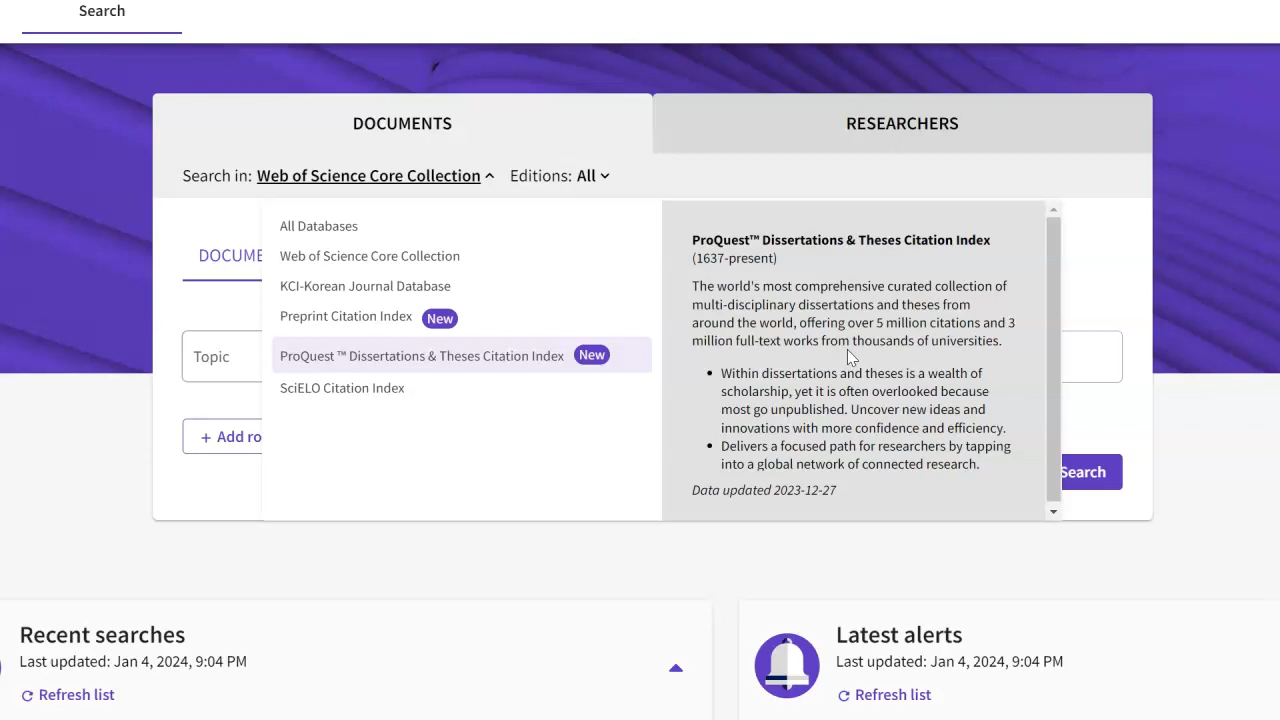 Search
DOCUMENTS
RESEARCHERS
Search in: Web of Science Core Collection Editions: All
All Databases
Web of Science Core Collection
KCI-Korean Journal Database
Preprint Citation Index New
ProQuest ™ Dissertations & Theses Citation Index New
SciELO Citation Index
ProQuest™ Dissertations & Theses Citation Index
(1637-present)
The world's most comprehensive curated collection of
multi-disciplinary dissertations and theses from
around the world, offering over 5 million citations and 3
million full-text works from thousands of universities.
• Within dissertations and theses is a wealth of
scholarship, yet it is often overlooked because
most go unpublished. Uncover new ideas and
innovations with more confidence and efficiency.
• Delivers a focused path for researchers by tapping
into a global network of connected research.
Data updated 2023-12-27
DOCUME
Topic
+ Add ro
Search
Recent searches
Last updated: Jan 4, 2024, 9:04 PM
Refresh list
Latest alerts
Last updated: Jan 4, 2024, 9:04 PM
Refresh list